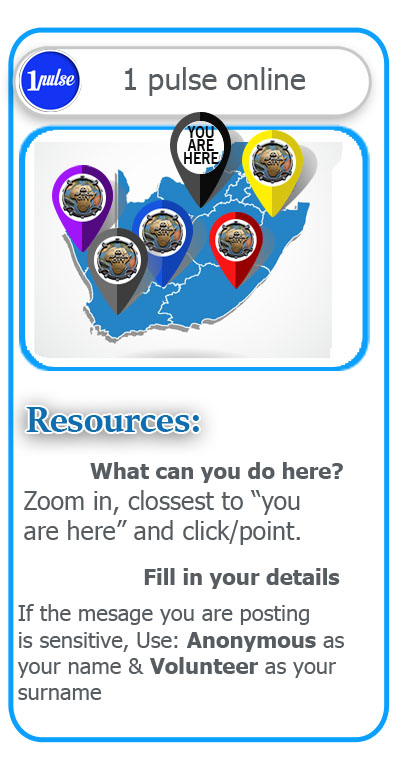 1pulse
1 pulse online
YOU
ARE
HERE
Resources:
What can you do here?
Zoom in, clossest to “you
are here” and click/point.
Fill in your details
If the mesage you are posting
is sensitive, Use: Anonymous as
your name & Volunteer as your
surname